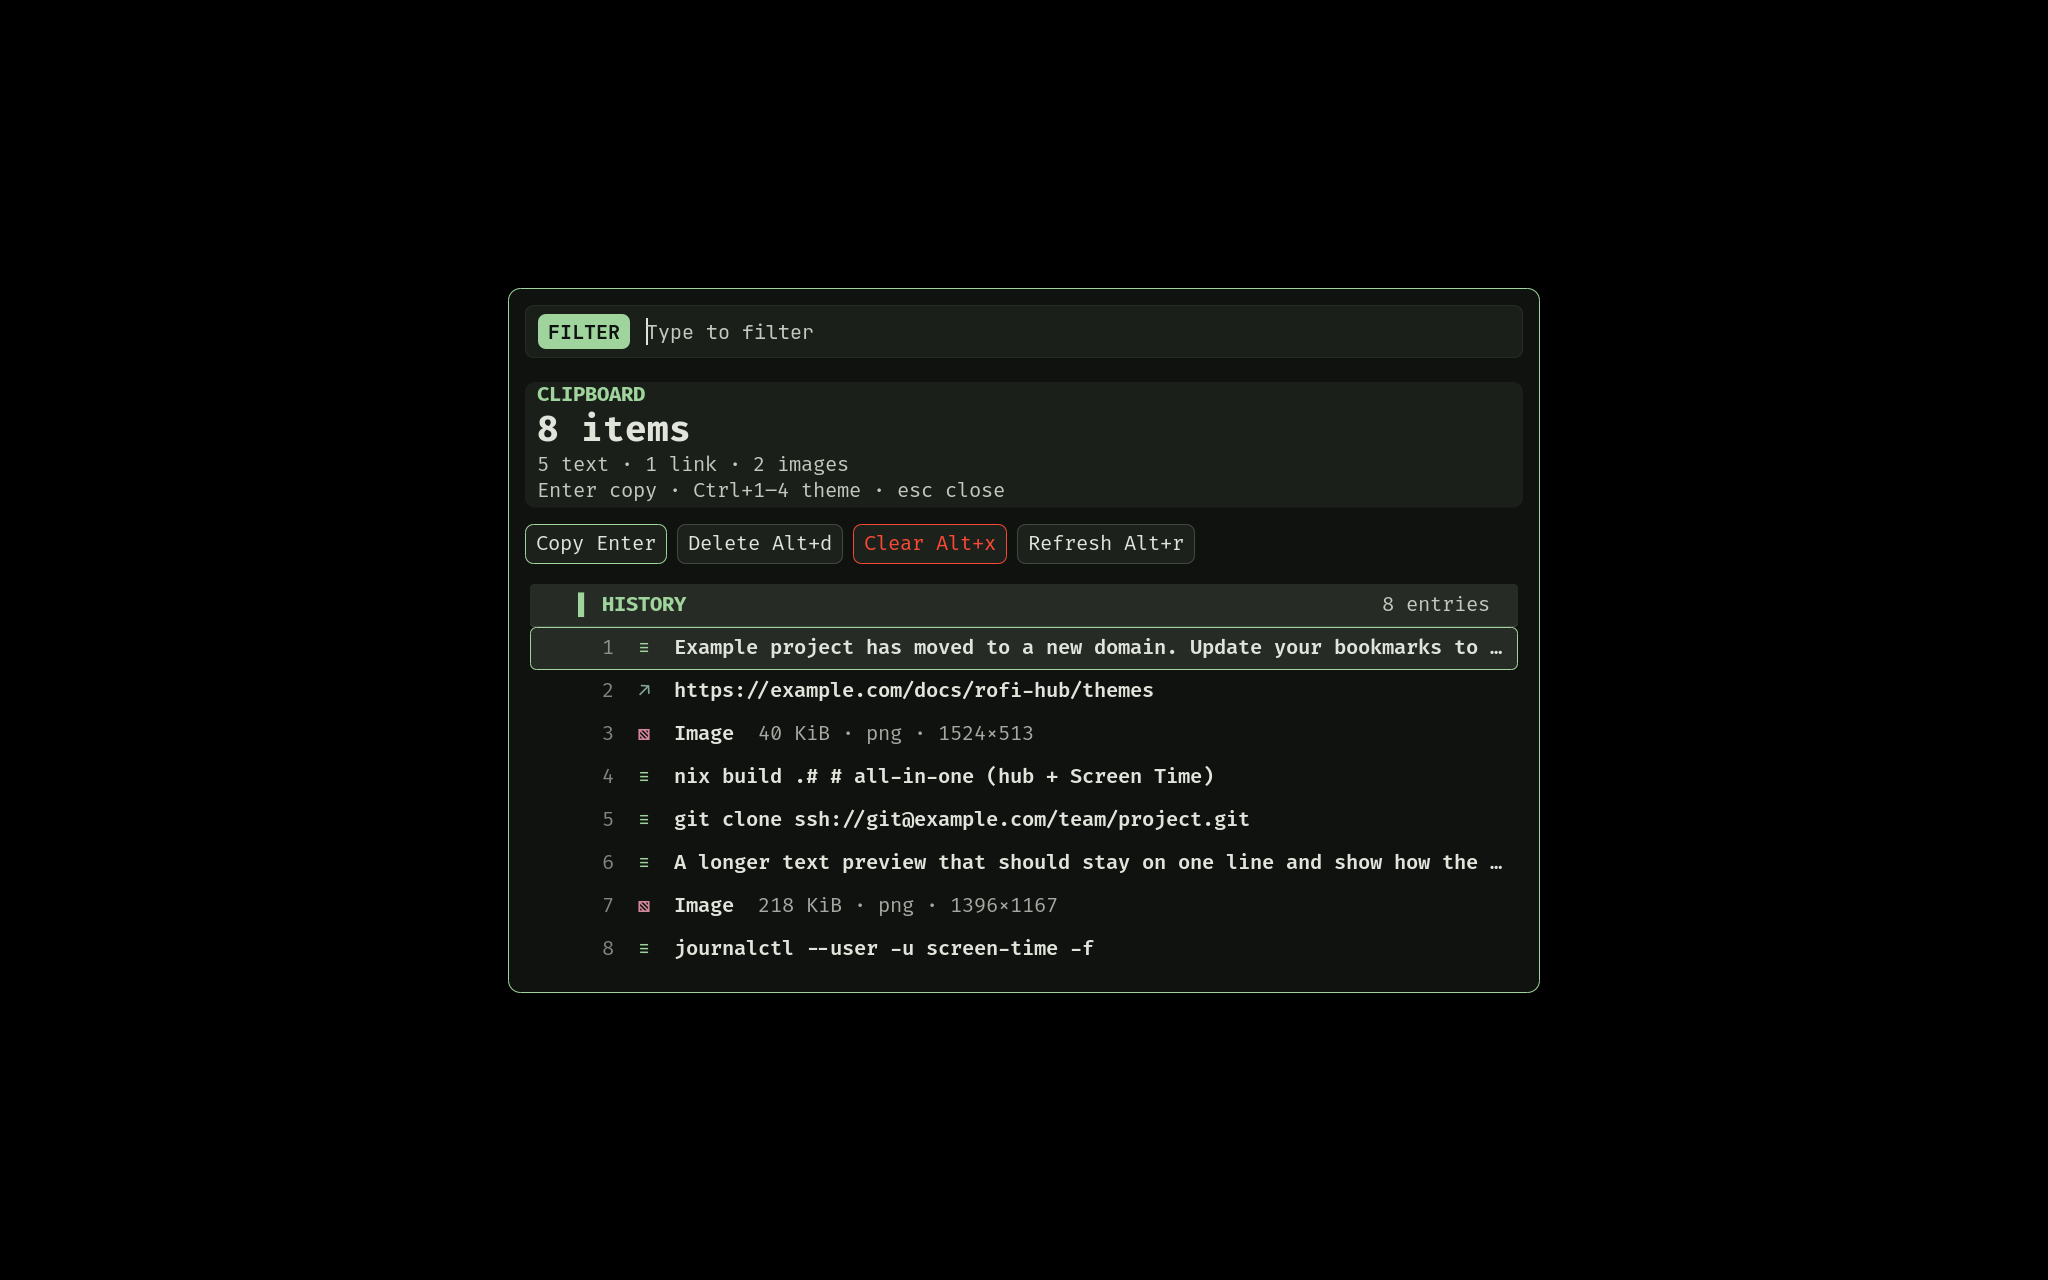 FILTER Type to filter
CLIPBOARD
8 items
5 text · 1 link · 2 images
Enter copy · Ctrl+1–4 theme · esc close
Copy Enter Delete Alt+d Clear Alt+x Refresh Alt+r
HISTORY 8 entries
1 ≡ Example project has moved to a new domain. Update your bookmarks to …
2 ↗ https://example.com/docs/rofi-hub/themes
3 ▧ Image 40 KiB · png · 1524×513
4 ≡ nix build .# # all-in-one (hub + Screen Time)
5 ≡ git clone ssh://git@example.com/team/project.git
6 ≡ A longer text preview that should stay on one line and show how the …
7 ▧ Image 218 KiB · png · 1396×1167
8 ≡ journalctl --user -u screen-time -f